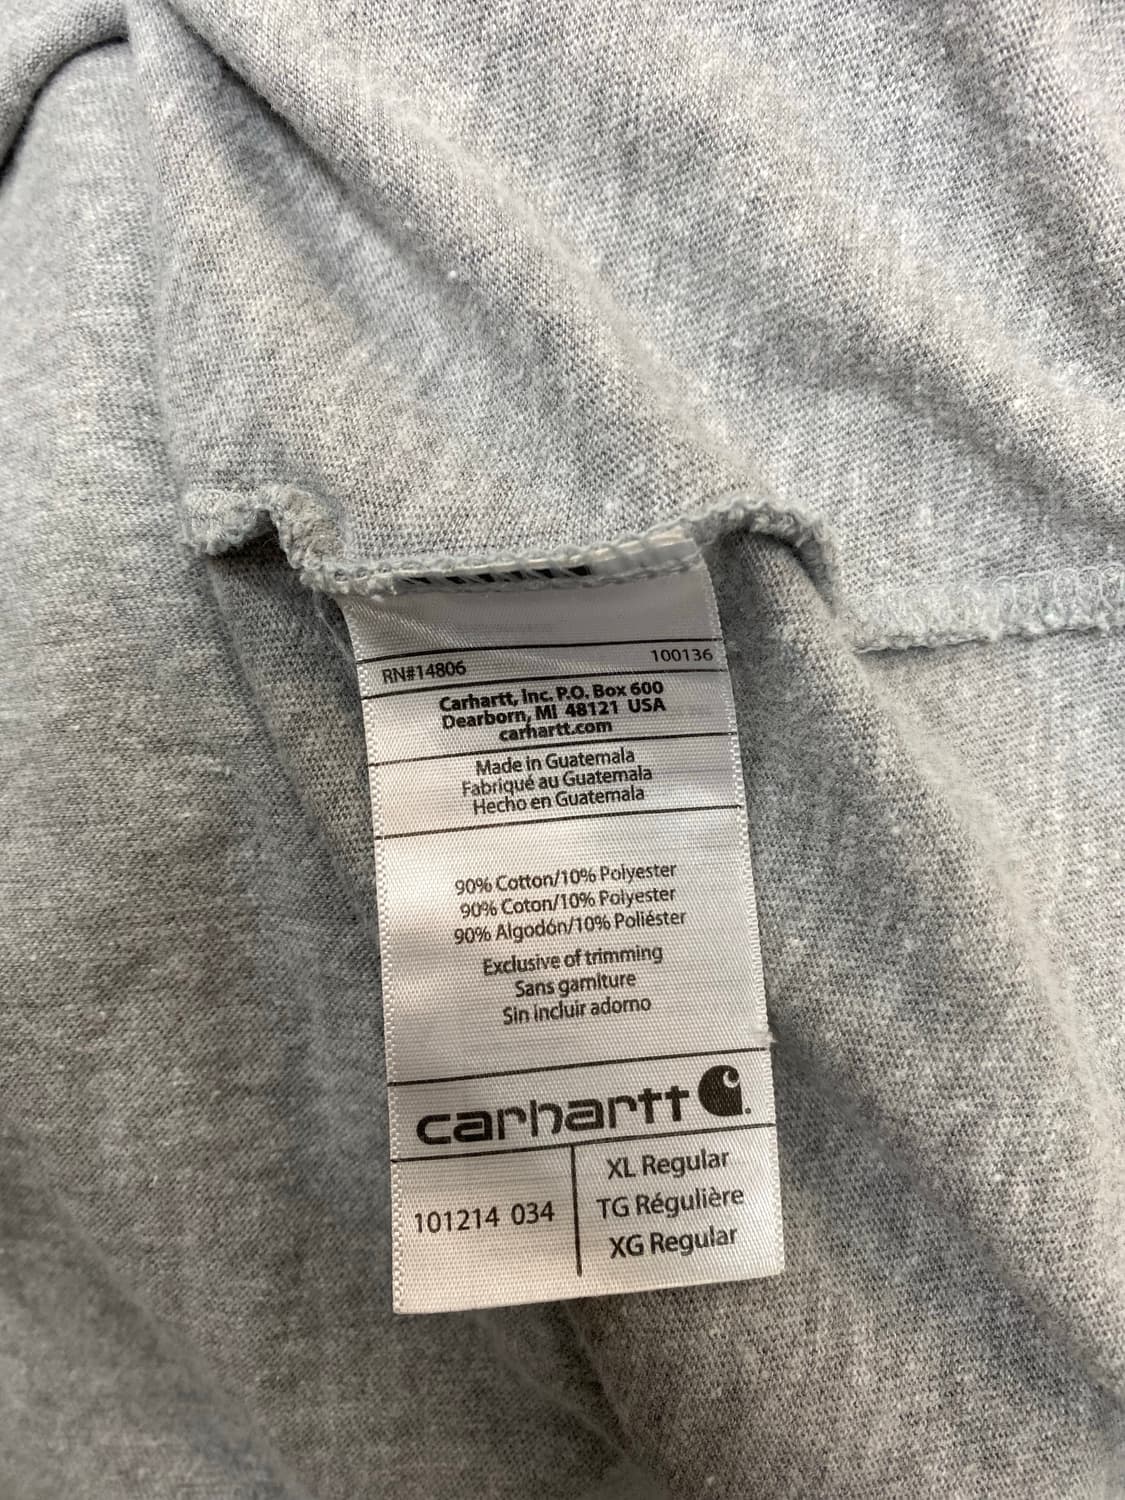 RN#14806 100136
Carhartt, Inc. P.O. Box 600
Dearborn, MI 48121 USA
carhartt.com
Made in Guatemala
Fabriqué au Guatemala
Hecho en Guatemala
90% Cotton/10% Polyester
90% Coton/10% Polyester
90% Algodón/10% Poliéster
Exclusive of trimming
Sans garniture
Sin incluir adorno
carhartt
101214 034
XL Regular
TG Régulière
XG Regular